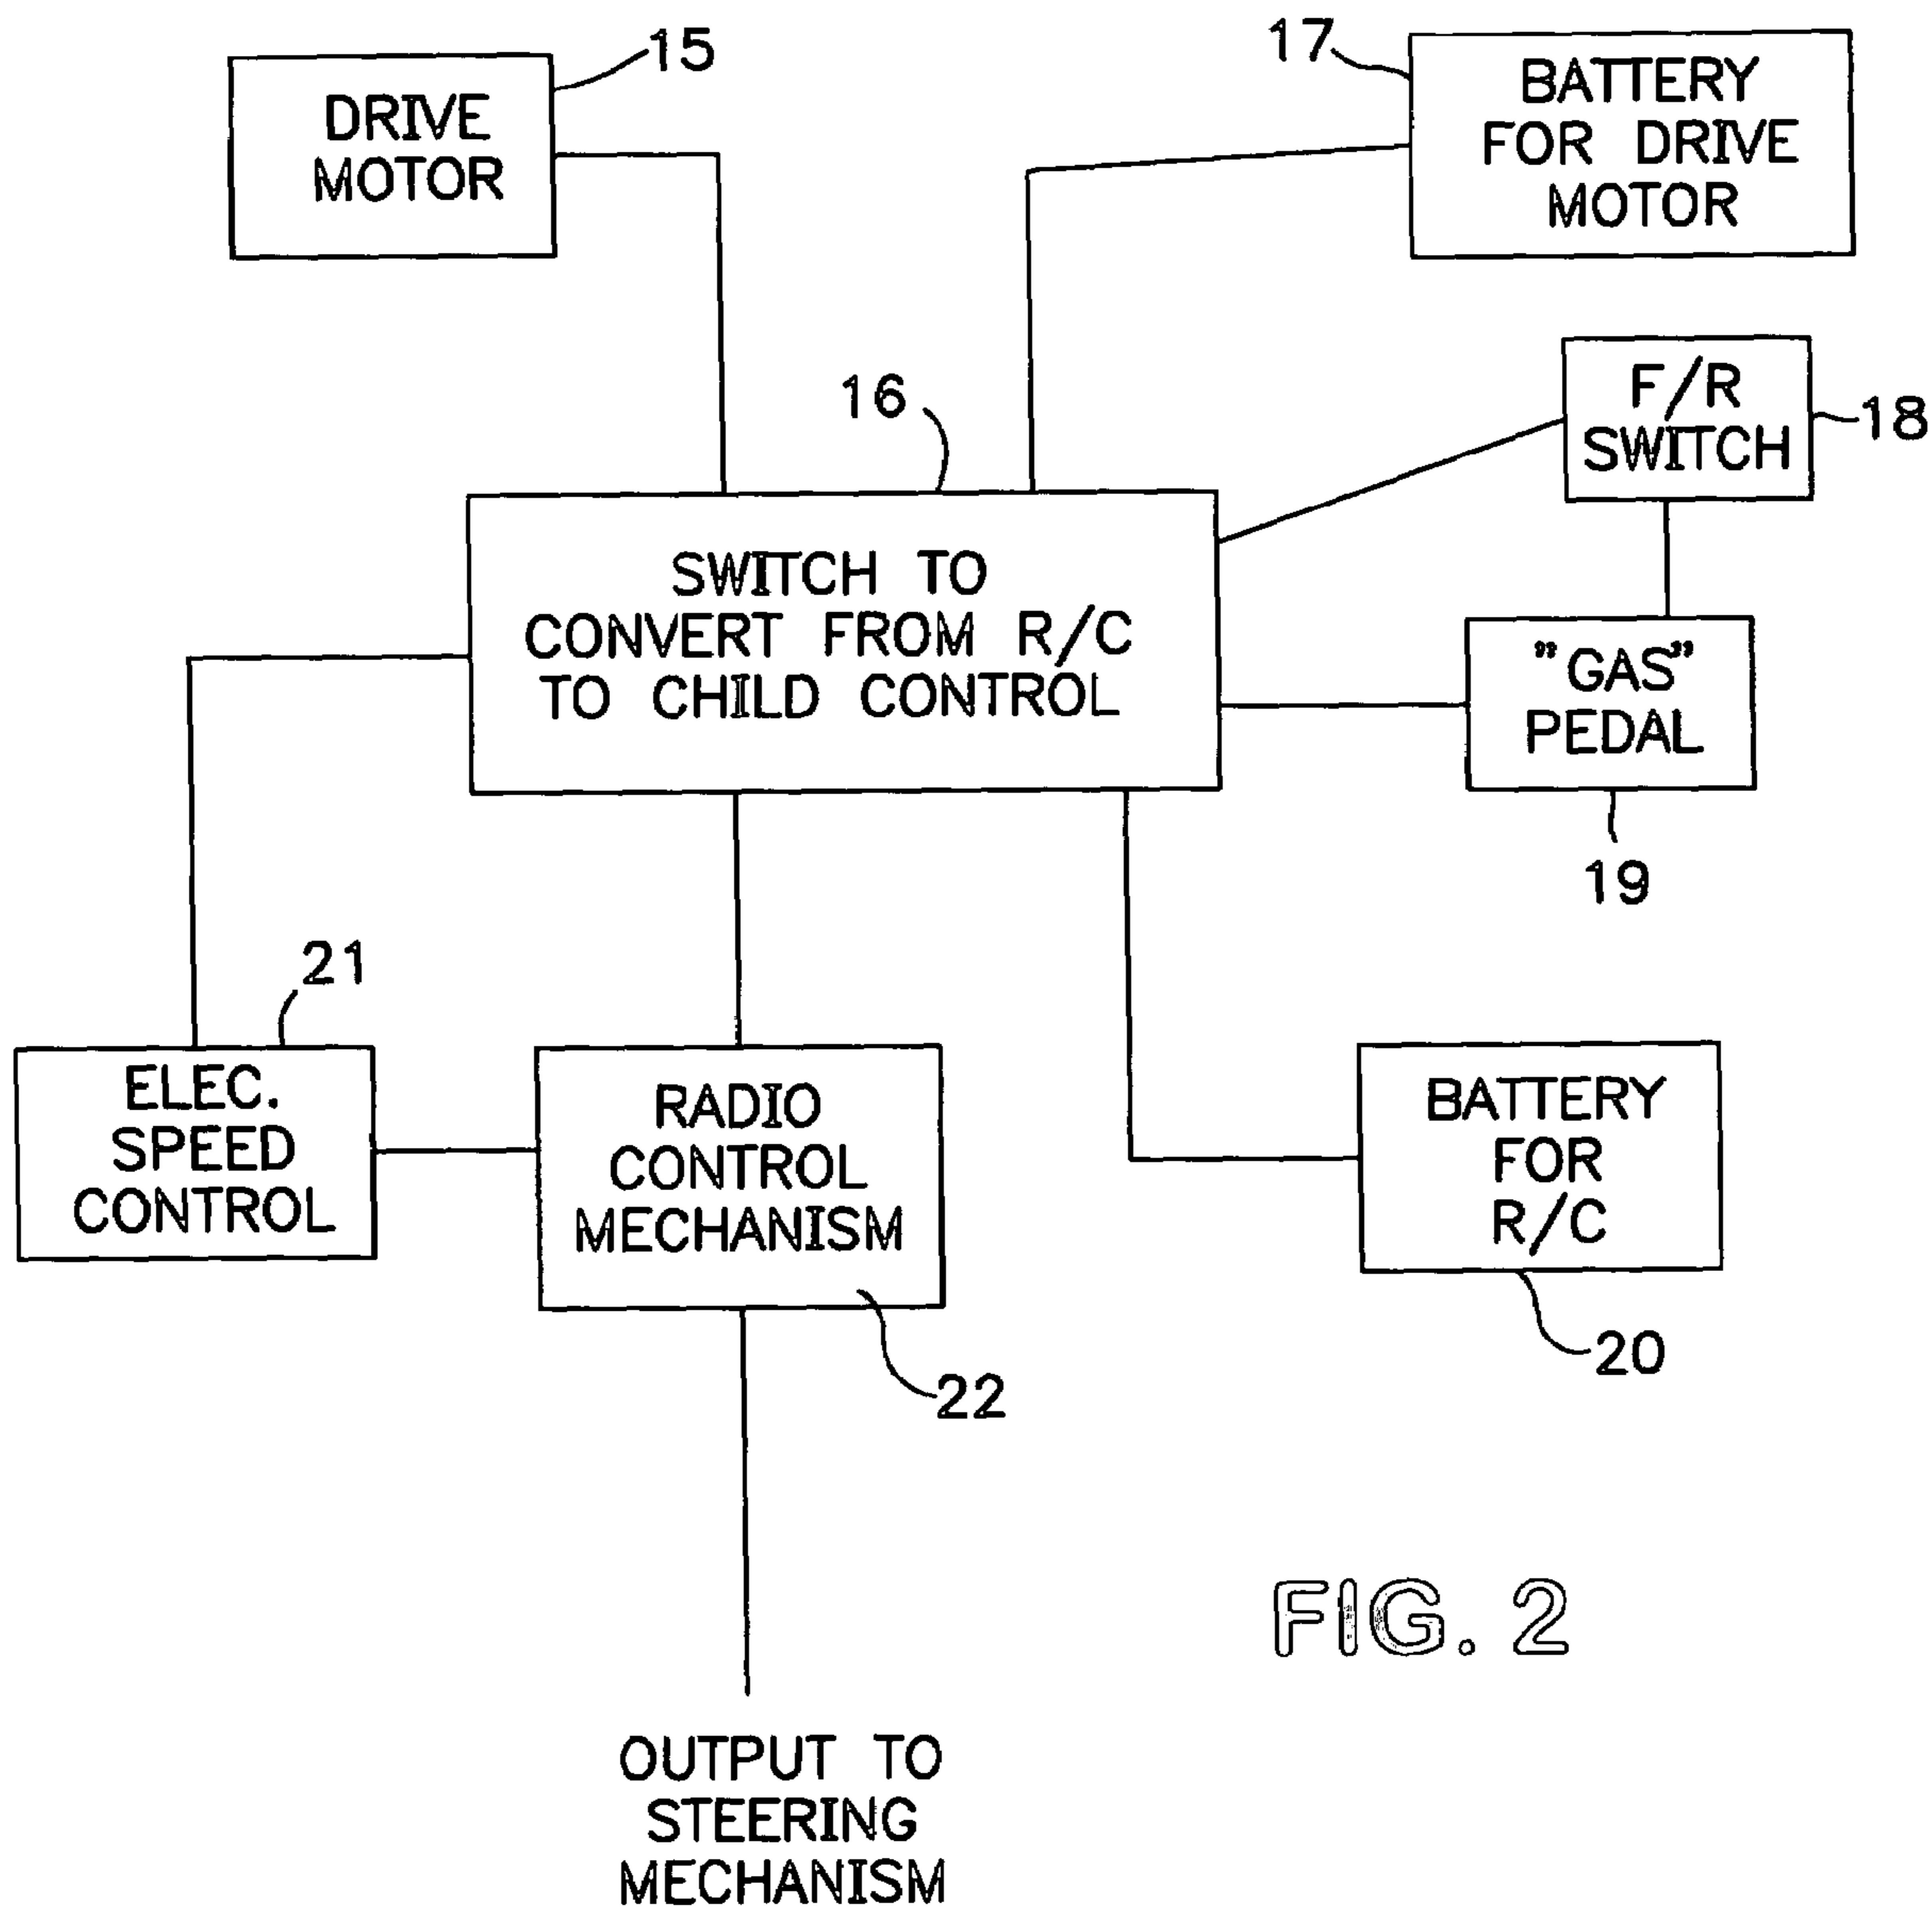 15
DRIVE
MOTOR
17
BATTERY
FOR DRIVE
MOTOR
16
F/R
SWITCH
18
SWITCH TO
CONVERT FROM R/C
TO CHILD CONTROL
"GAS"
PEDAL
19
21
ELEC.
SPEED
CONTROL
RADIO
CONTROL
MECHANISM
22
BATTERY
FOR
R/C
20
FIG. 2
OUTPUT TO
STEERING
MECHANISM